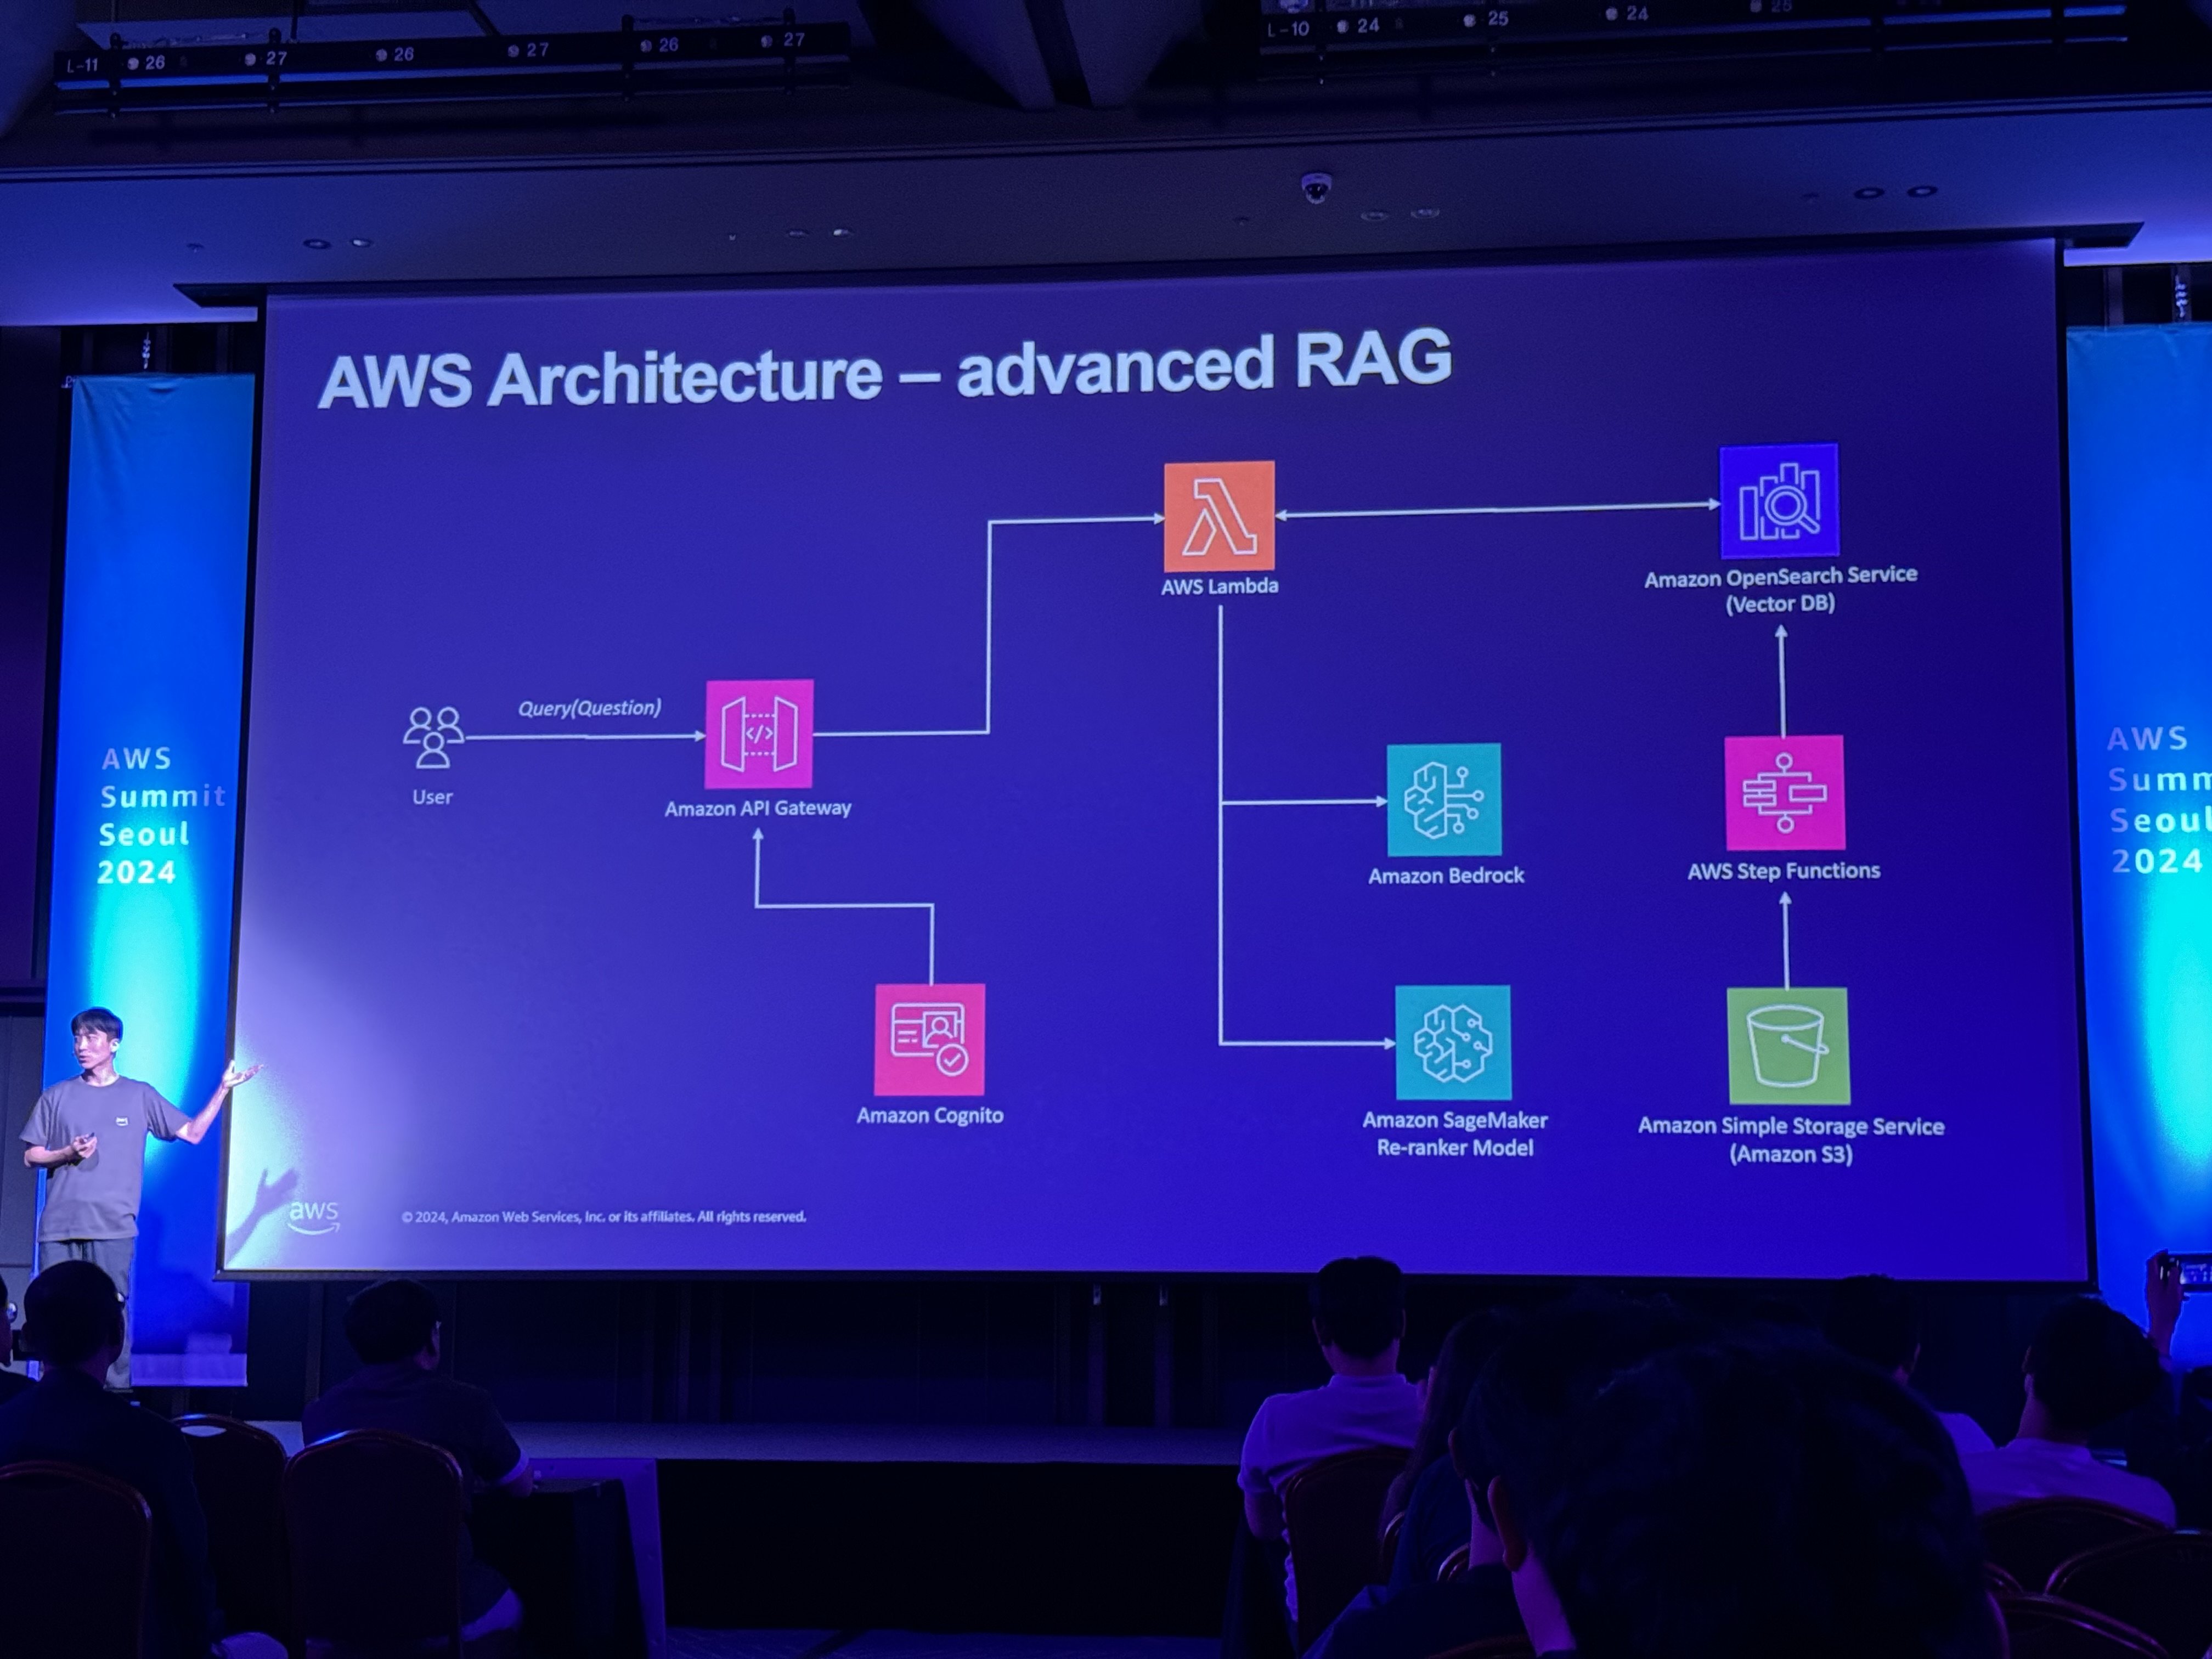 L-11 26 27 26 27 26 27
L-10 24 25 24 25
AWS Architecture – advanced RAG
AWS Lambda
Amazon OpenSearch Service
(Vector DB)
Query(Question)
User
</>
Amazon API Gateway
Amazon Bedrock
AWS Step Functions
Amazon Cognito
Amazon SageMaker
Re-ranker Model
Amazon Simple Storage Service
(Amazon S3)
aws
© 2024, Amazon Web Services, Inc. or its affiliates. All rights reserved.
AWS
Summit
Seoul
2024
AWS
Summ
Seoul
2024